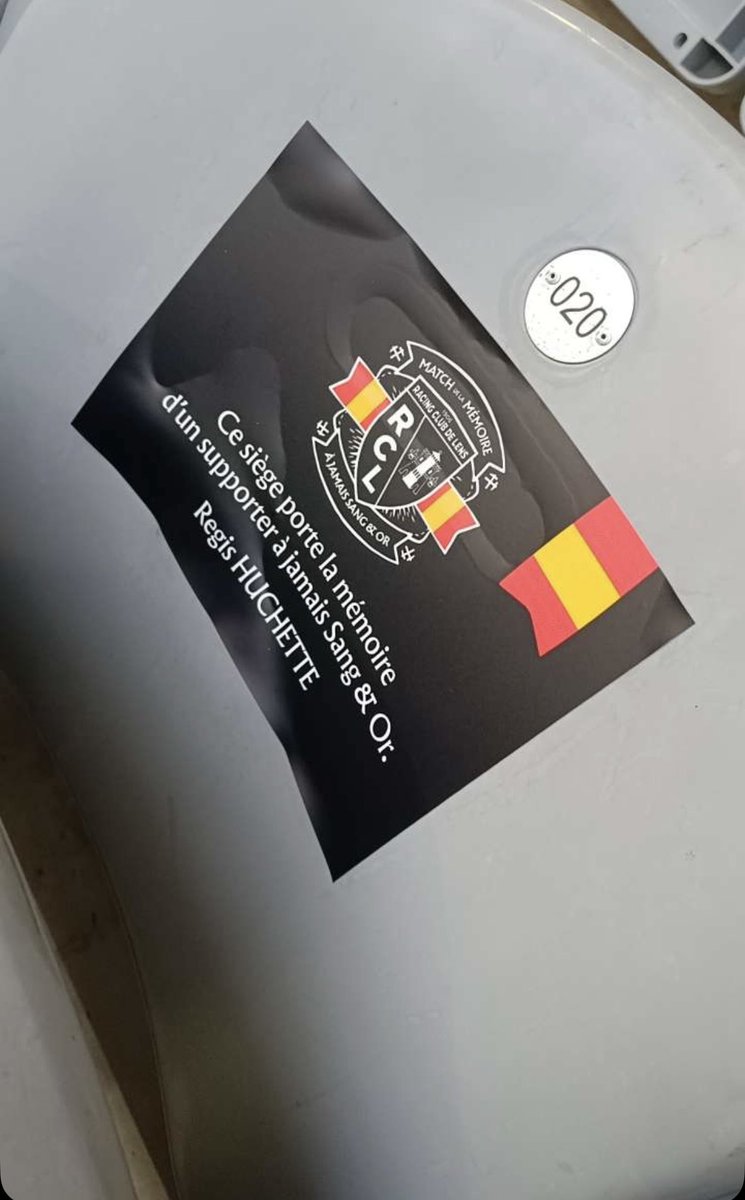 020
MATCH DE LA MÉMOIRE
1906
RACING CLUB DE LENS
RCL
À JAMAIS SANG & OR
Ce siège porte la mémoire
d'un supporter à jamais Sang & Or.
Regis HUCHETTE